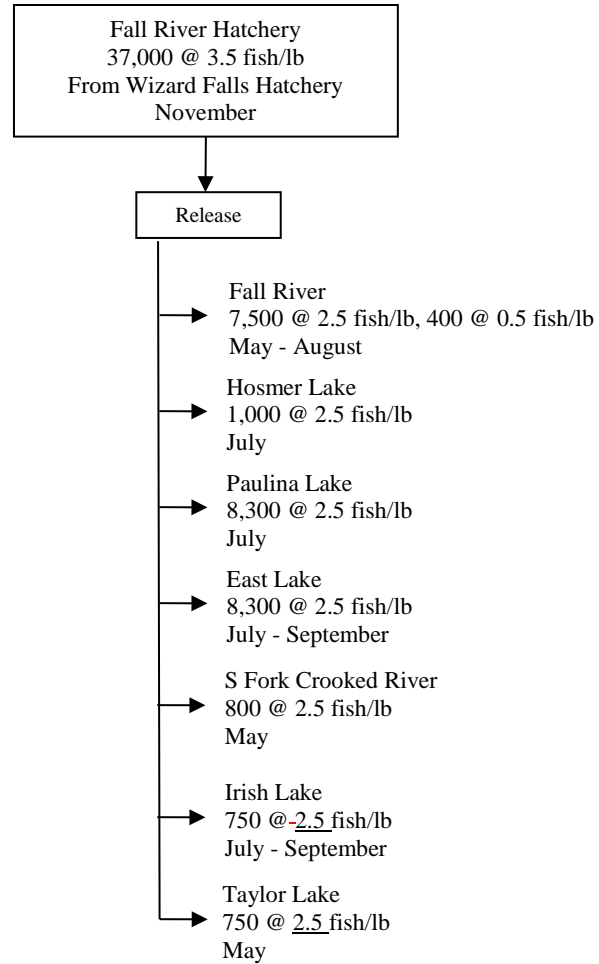 Fall River Hatchery
37,000 @ 3.5 fish/lb
From Wizard Falls Hatchery
November
Release
Fall River
7,500 @ 2.5 fish/lb, 400 @ 0.5 fish/lb
May - August
Hosmer Lake
1,000 @ 2.5 fish/lb
July
Paulina Lake
8,300 @ 2.5 fish/lb
July
East Lake
8,300 @ 2.5 fish/lb
July - September
S Fork Crooked River
800 @ 2.5 fish/lb
May
Irish Lake
750 @ 2.5 fish/lb
July - September
Taylor Lake
750 @ 2.5 fish/lb
May